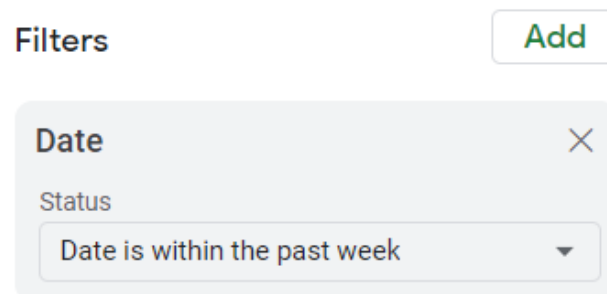 Filters
Add
Date
Status
Date is within the past week